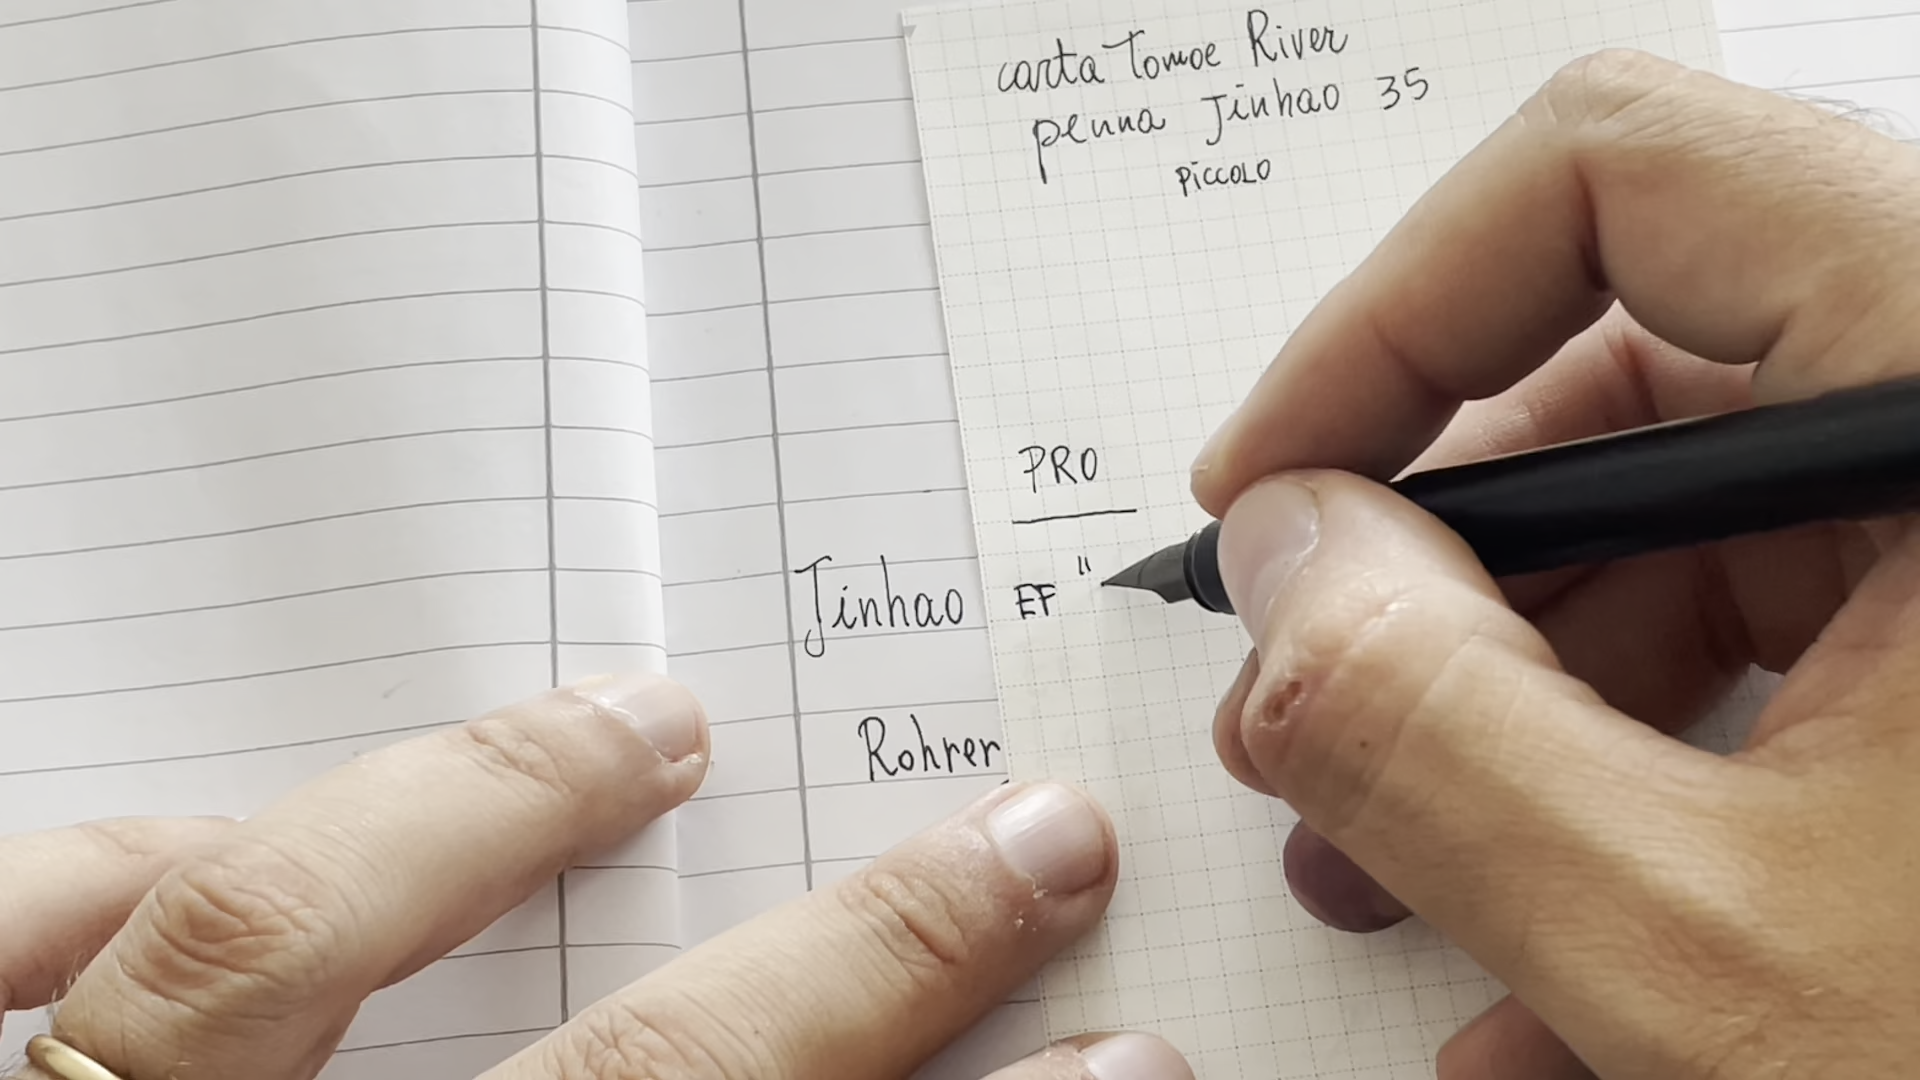 carta Tomoe River
penna Jinhao 35
PICCOLO
PRO
EF "
Jinhao
Rohrer